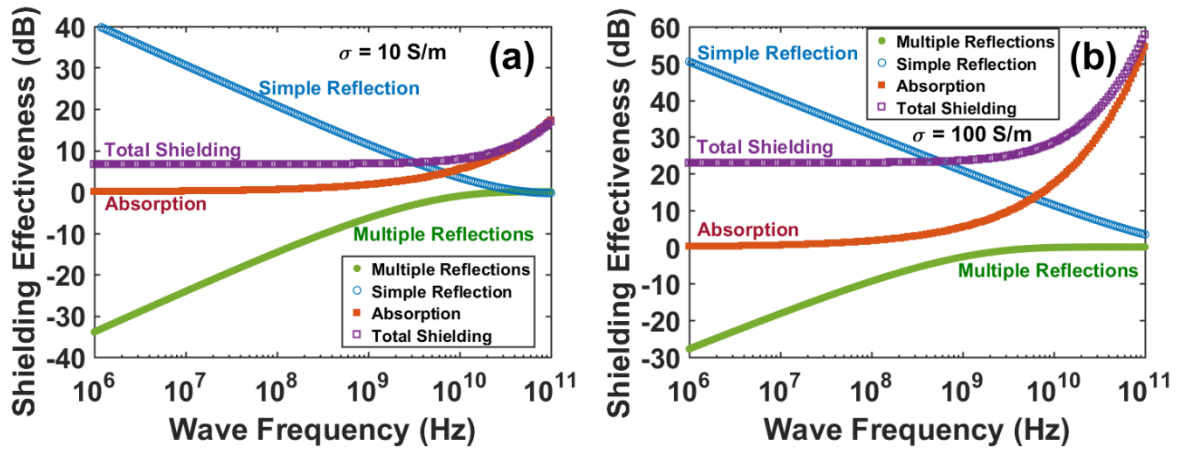 (a)
σ = 10 S/m
Simple Reflection
Total Shielding
Absorption
Multiple Reflections
Multiple Reflections
Simple Reflection
Absorption
Total Shielding
40
30
20
10
0
-10
-20
-30
-40
Shielding Effectiveness (dB)
10^6 10^7 10^8 10^9 10^10 10^11
Wave Frequency (Hz)
(b)
Simple Reflection
Multiple Reflections
Simple Reflection
Absorption
Total Shielding
σ = 100 S/m
Total Shielding
Absorption
Multiple Reflections
60
50
40
30
20
10
0
-10
-20
-30
Shielding Effectiveness (dB)
10^6 10^7 10^8 10^9 10^10 10^11
Wave Frequency (Hz)